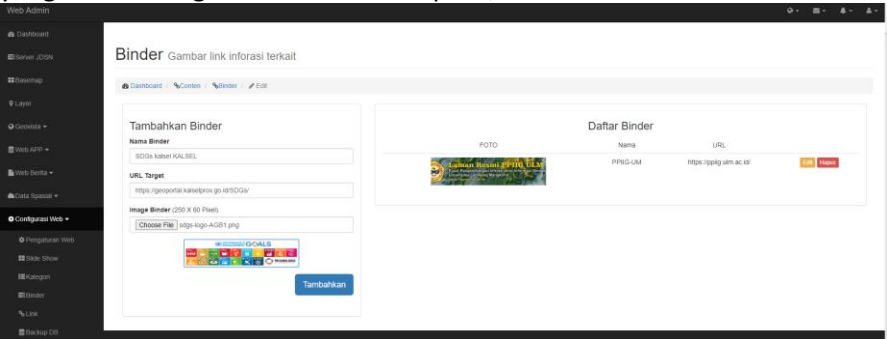 Web Admin
Dashboard
Server JDSN
Basemap
Layer
Geodata
Web APP
Web Berita
Data Spasial
Configurasi Web
Pengaturan Web
Slide Show
Kategori
Binder
Link
Backup DB
Binder Gambar link inforasi terkait
Dashboard / Conten / Binder / Edit
Tambahkan Binder
Nama Binder
SDGs kalsel KALSEL
URL Target
https://geoportal.kalselprov.go.id/SDGs/
Image Binder (250 X 60 Pixel)
Choose File sdgs-logo-AGB1.png
GOALS
Tambahkan
Daftar Binder
FOTO Nama URL
Laman Resmi PPIIG ULM
PPIIG-UM https://ppiig.ulm.ac.id/ Edit Hapus